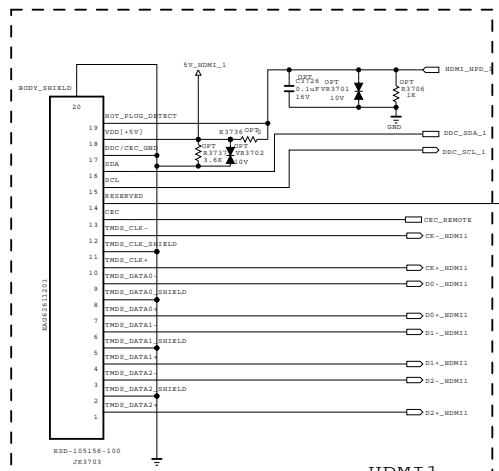 5V_HDMI_1
OPT
C3726
0.1uF
16V
OPT
VR3701
10V
OPT
R3706
1K
HDMI_HPD_1
GND
BODY_SHIELD
20
HOT_PLUG_DETECT
19
VDD[+5V]
R3736
OPT
0
18
DDC/CEC_GND
OPT
R3737
3.6K
OPT
VR3702
10V
DDC_SDA_1
17
SDA
DDC_SCL_1
16
SCL
15
RESERVED
14
CEC
CEC_REMOTE
13
TMDS_CLK-
CK-_HDMI1
12
TMDS_CLK_SHIELD
11
TMDS_CLK+
CK+_HDMI1
10
TMDS_DATA0-
D0-_HDMI1
9
TMDS_DATA0_SHIELD
8
TMDS_DATA0+
D0+_HDMI1
7
TMDS_DATA1-
D1-_HDMI1
6
TMDS_DATA1_SHIELD
5
TMDS_DATA1+
D1+_HDMI1
4
TMDS_DATA2-
D2-_HDMI1
3
TMDS_DATA2_SHIELD
2
TMDS_DATA2+
D2+_HDMI1
1
EAG62611201
RSD-105156-100
JK3703
HDMI1